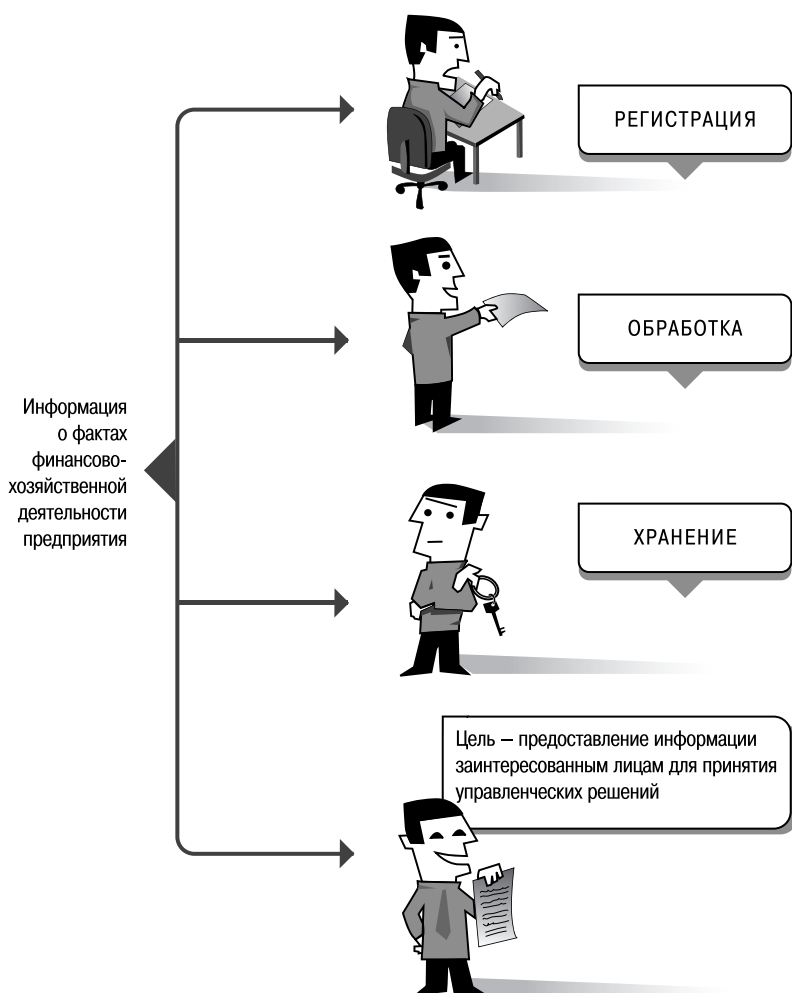 РЕГИСТРАЦИЯ
ОБРАБОТКА
Информация
о фактах
финансово-
хозяйственной
деятельности
предприятия
ХРАНЕНИЕ
Цель – предоставление информации
заинтересованным лицам для принятия
управленческих решений